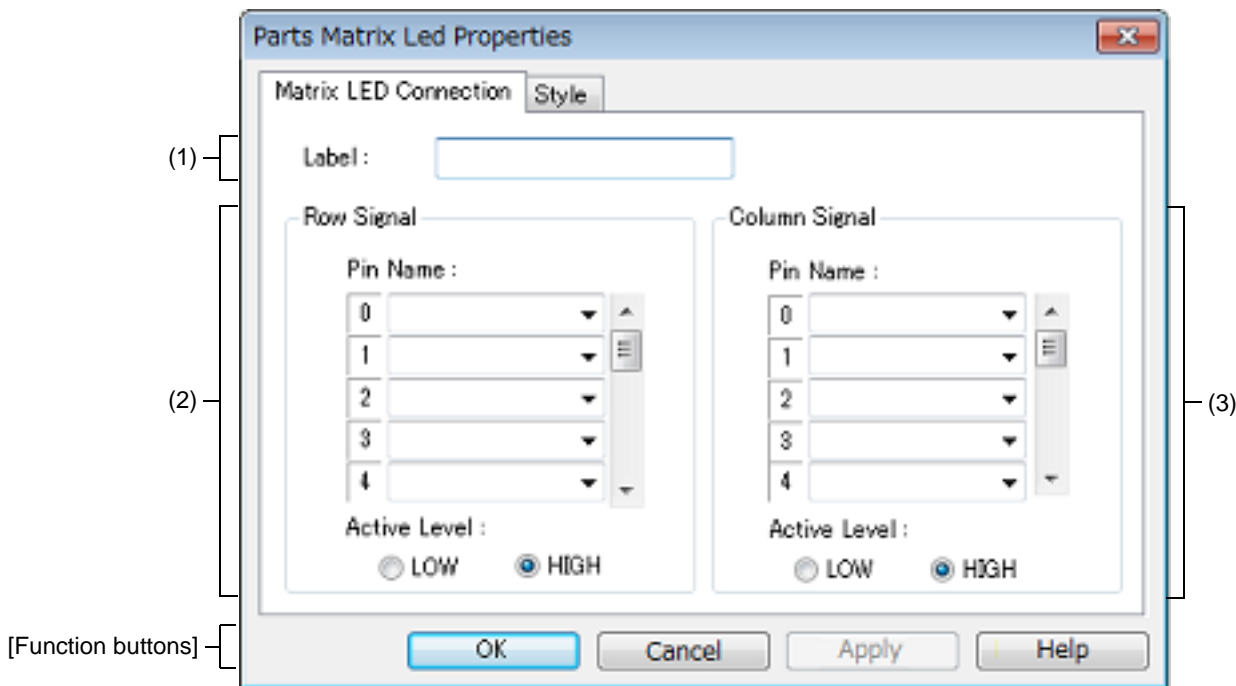 Parts Matrix Led Properties
Matrix LED Connection Style
(1) Label :
(2)
Row Signal
Pin Name :
0
1
2
3
4
Active Level :
LOW HIGH
Column Signal
Pin Name :
0
1
2
3
4
Active Level :
LOW HIGH
(3)
[Function buttons] OK Cancel Apply Help